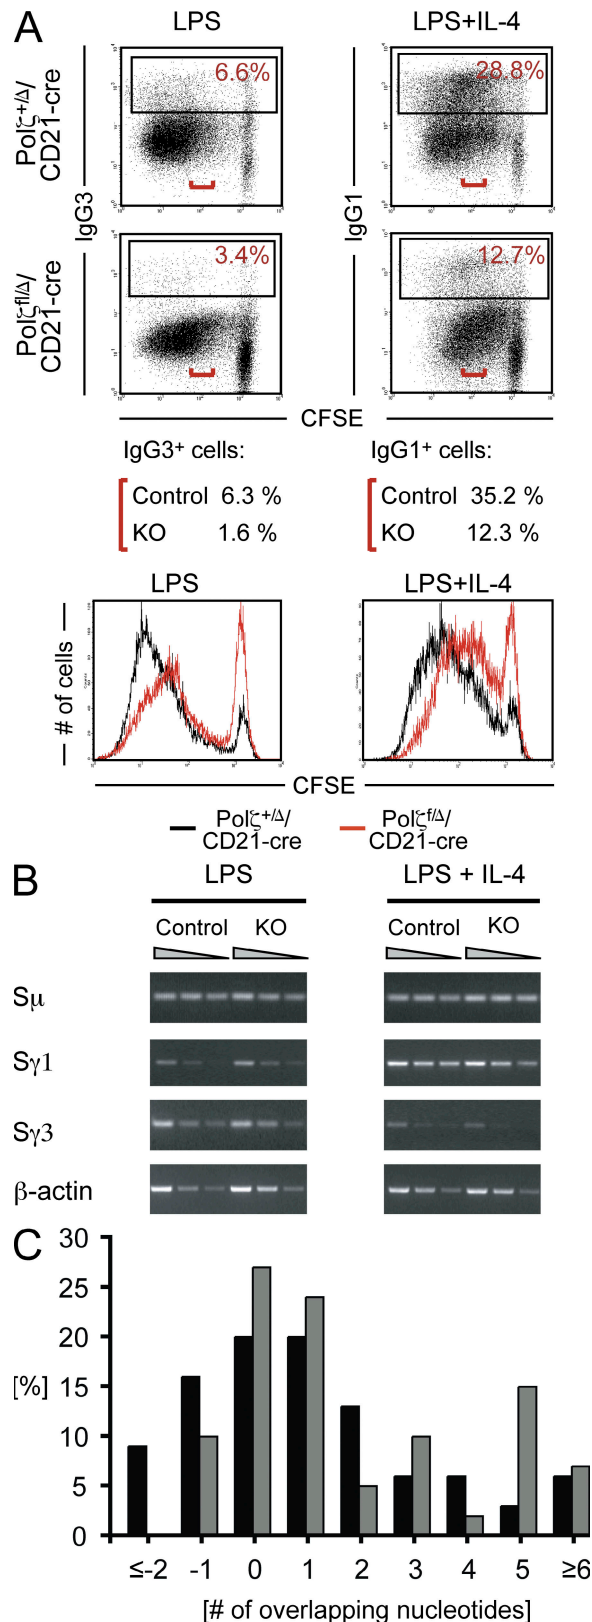 A
LPS
LPS+IL-4
Polζ+/Δ/
CD21-cre
IgG3
6.6%
IgG1
28.8%
Polζfl/Δ/
CD21-cre
3.4%
12.7%
CFSE
IgG3+ cells:
IgG1+ cells:
Control 6.3 %
Control 35.2 %
KO 1.6 %
KO 12.3 %
LPS
LPS+IL-4
# of cells
CFSE
Polζ+/Δ/
CD21-cre
Polζf/Δ/
CD21-cre
B
LPS
LPS + IL-4
Control KO
Control KO
Sμ
Sγ1
Sγ3
β-actin
C
30
25
20
[%]
15
10
5
0
≤-2 -1 0 1 2 3 4 5 ≥6
[# of overlapping nucleotides]